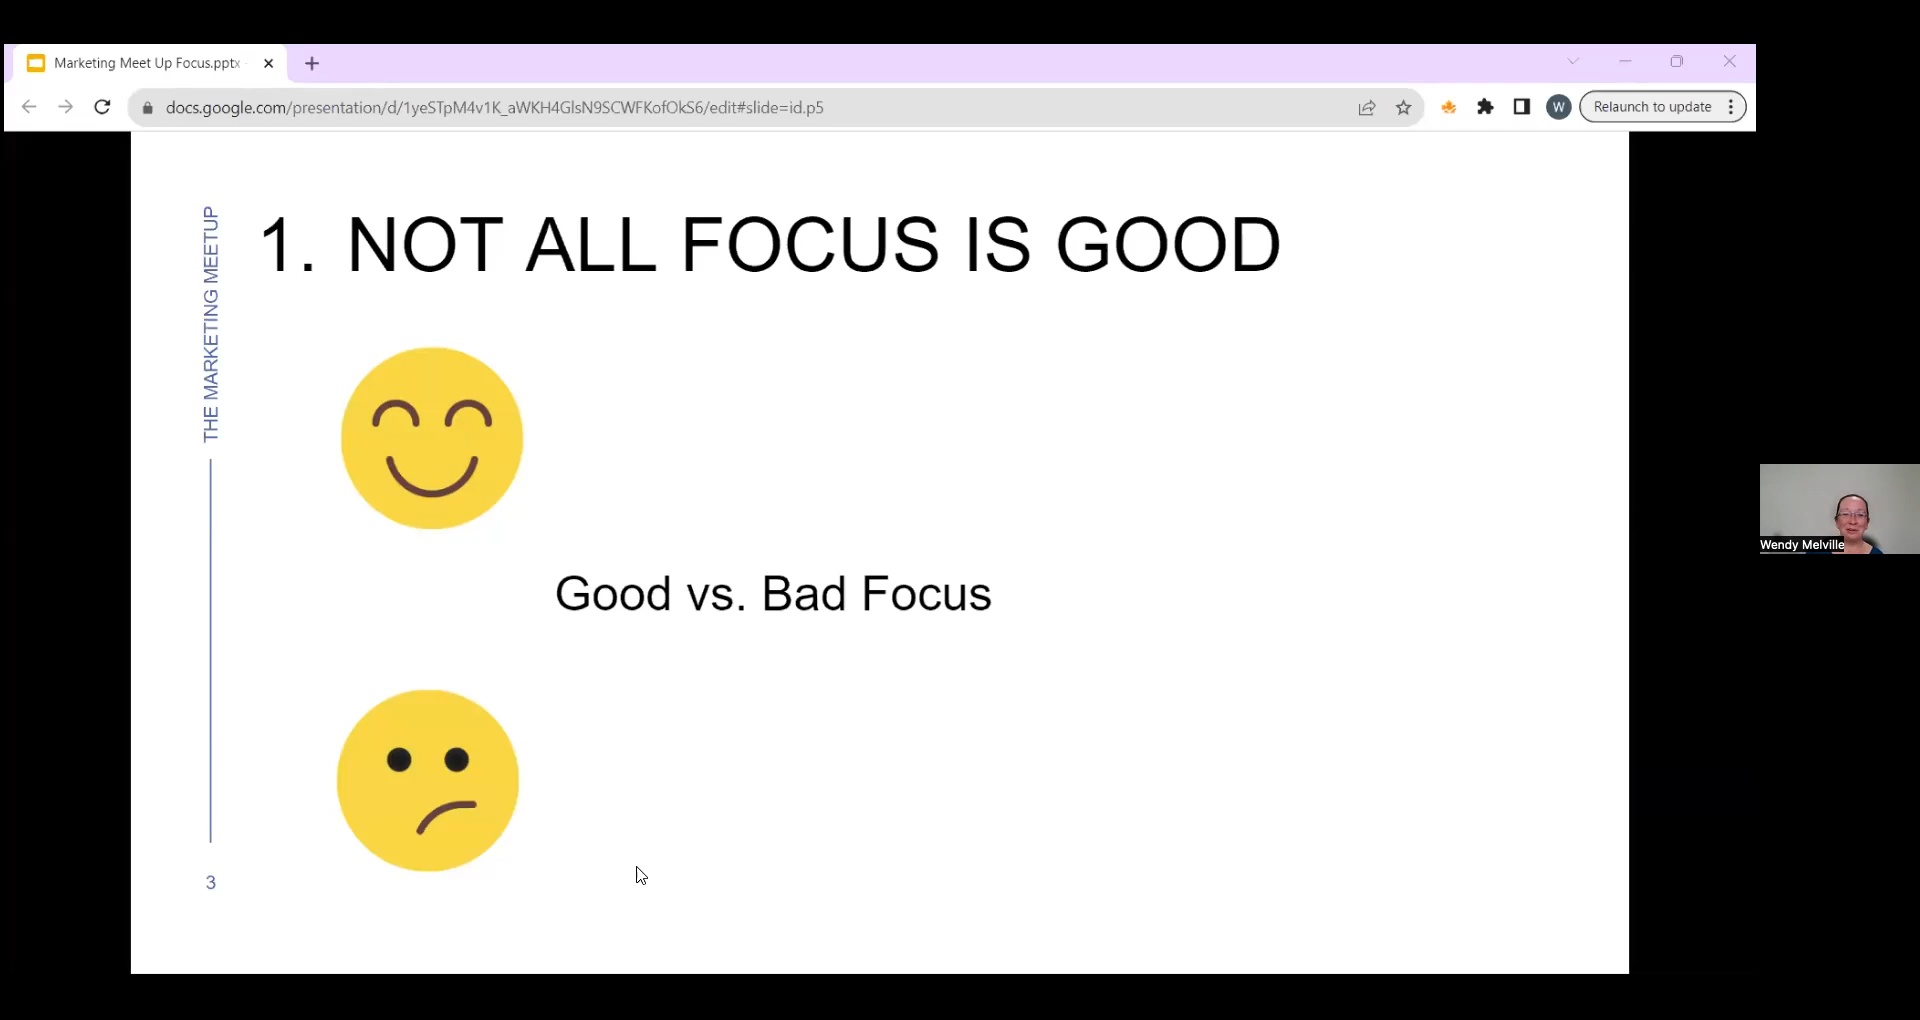 Marketing Meet Up Focus.pptx
docs.google.com/presentation/d/1yeSTpM4v1K_aWKH4GlsN9SCWFKofOkS6/edit#slide=id.p5
W
Relaunch to update
THE MARKETING MEETUP
1. NOT ALL FOCUS IS GOOD
Good vs. Bad Focus
3
Wendy Melville